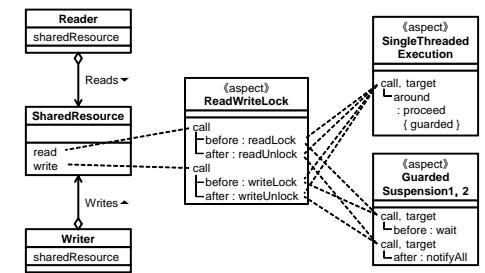 Reader
sharedResource
Reads
SharedResource
read
write
Writes
Writer
sharedResource
《aspect》
ReadWriteLock
call
before : readLock
after : readUnlock
call
before : writeLock
after : writeUnlock
《aspect》
SingleThreaded
Execution
call, target
around
: proceed
{ guarded }
《aspect》
Guarded
Suspension1, 2
call, target
before : wait
call, target
after : notifyAll